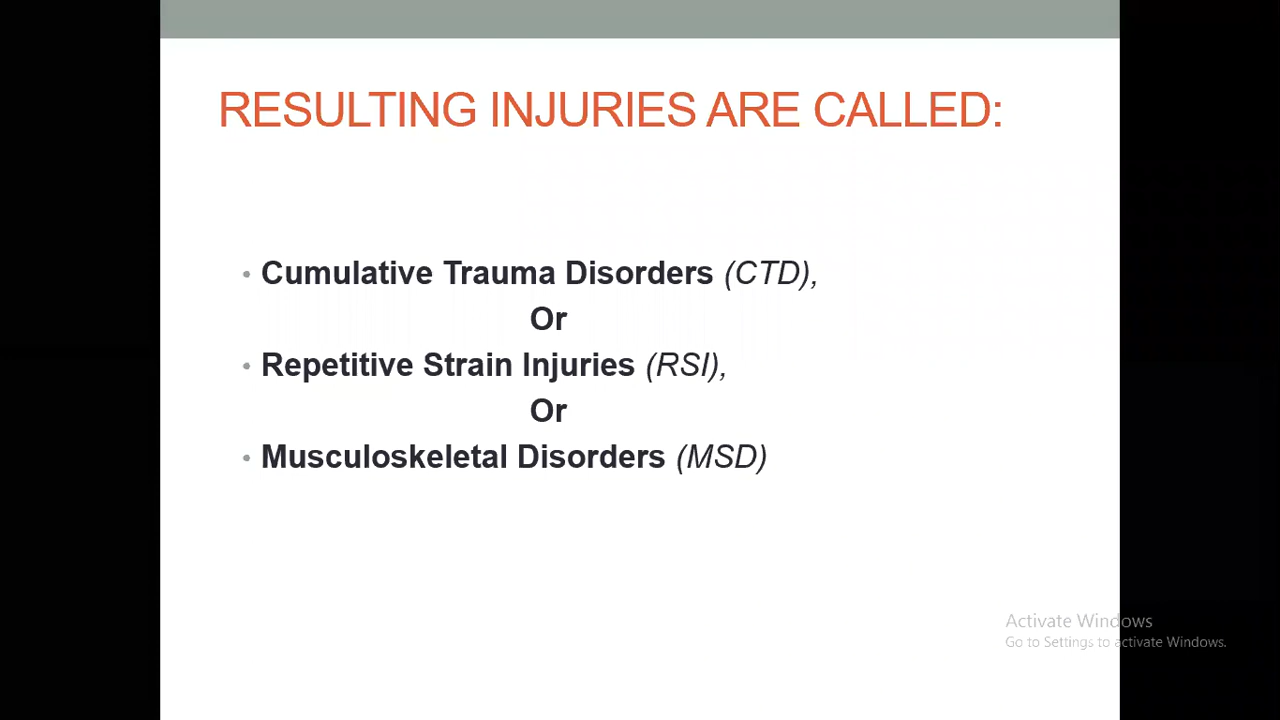 RESULTING INJURIES ARE CALLED:
• Cumulative Trauma Disorders (CTD),
Or
• Repetitive Strain Injuries (RSI),
Or
• Musculoskeletal Disorders (MSD)
Activate Windows
Go to Settings to activate Windows.